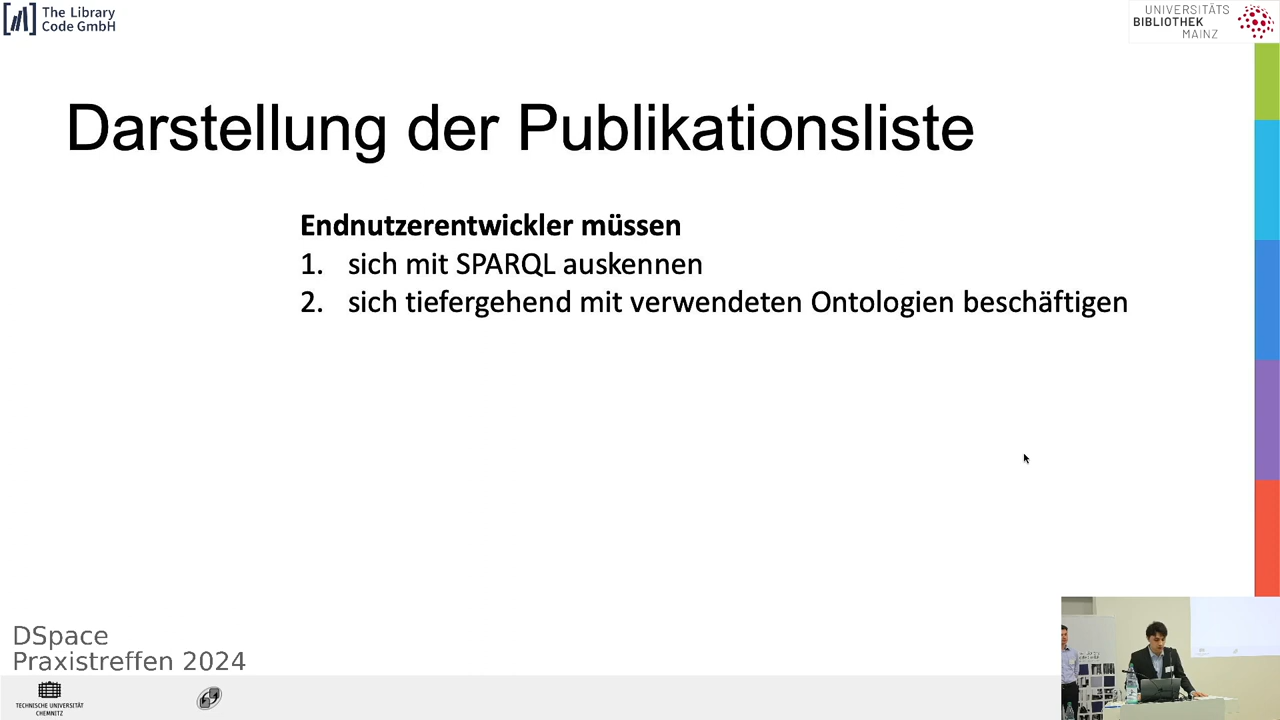 The Library
Code GmbH
UNIVERSITÄTS
BIBLIOTHEK
MAINZ
Darstellung der Publikationsliste
Endnutzerentwickler müssen
1. sich mit SPARQL auskennen
2. sich tiefergehend mit verwendeten Ontologien beschäftigen
DSpace
Praxistreffen 2024
TECHNISCHE UNIVERSITÄT
CHEMNITZ